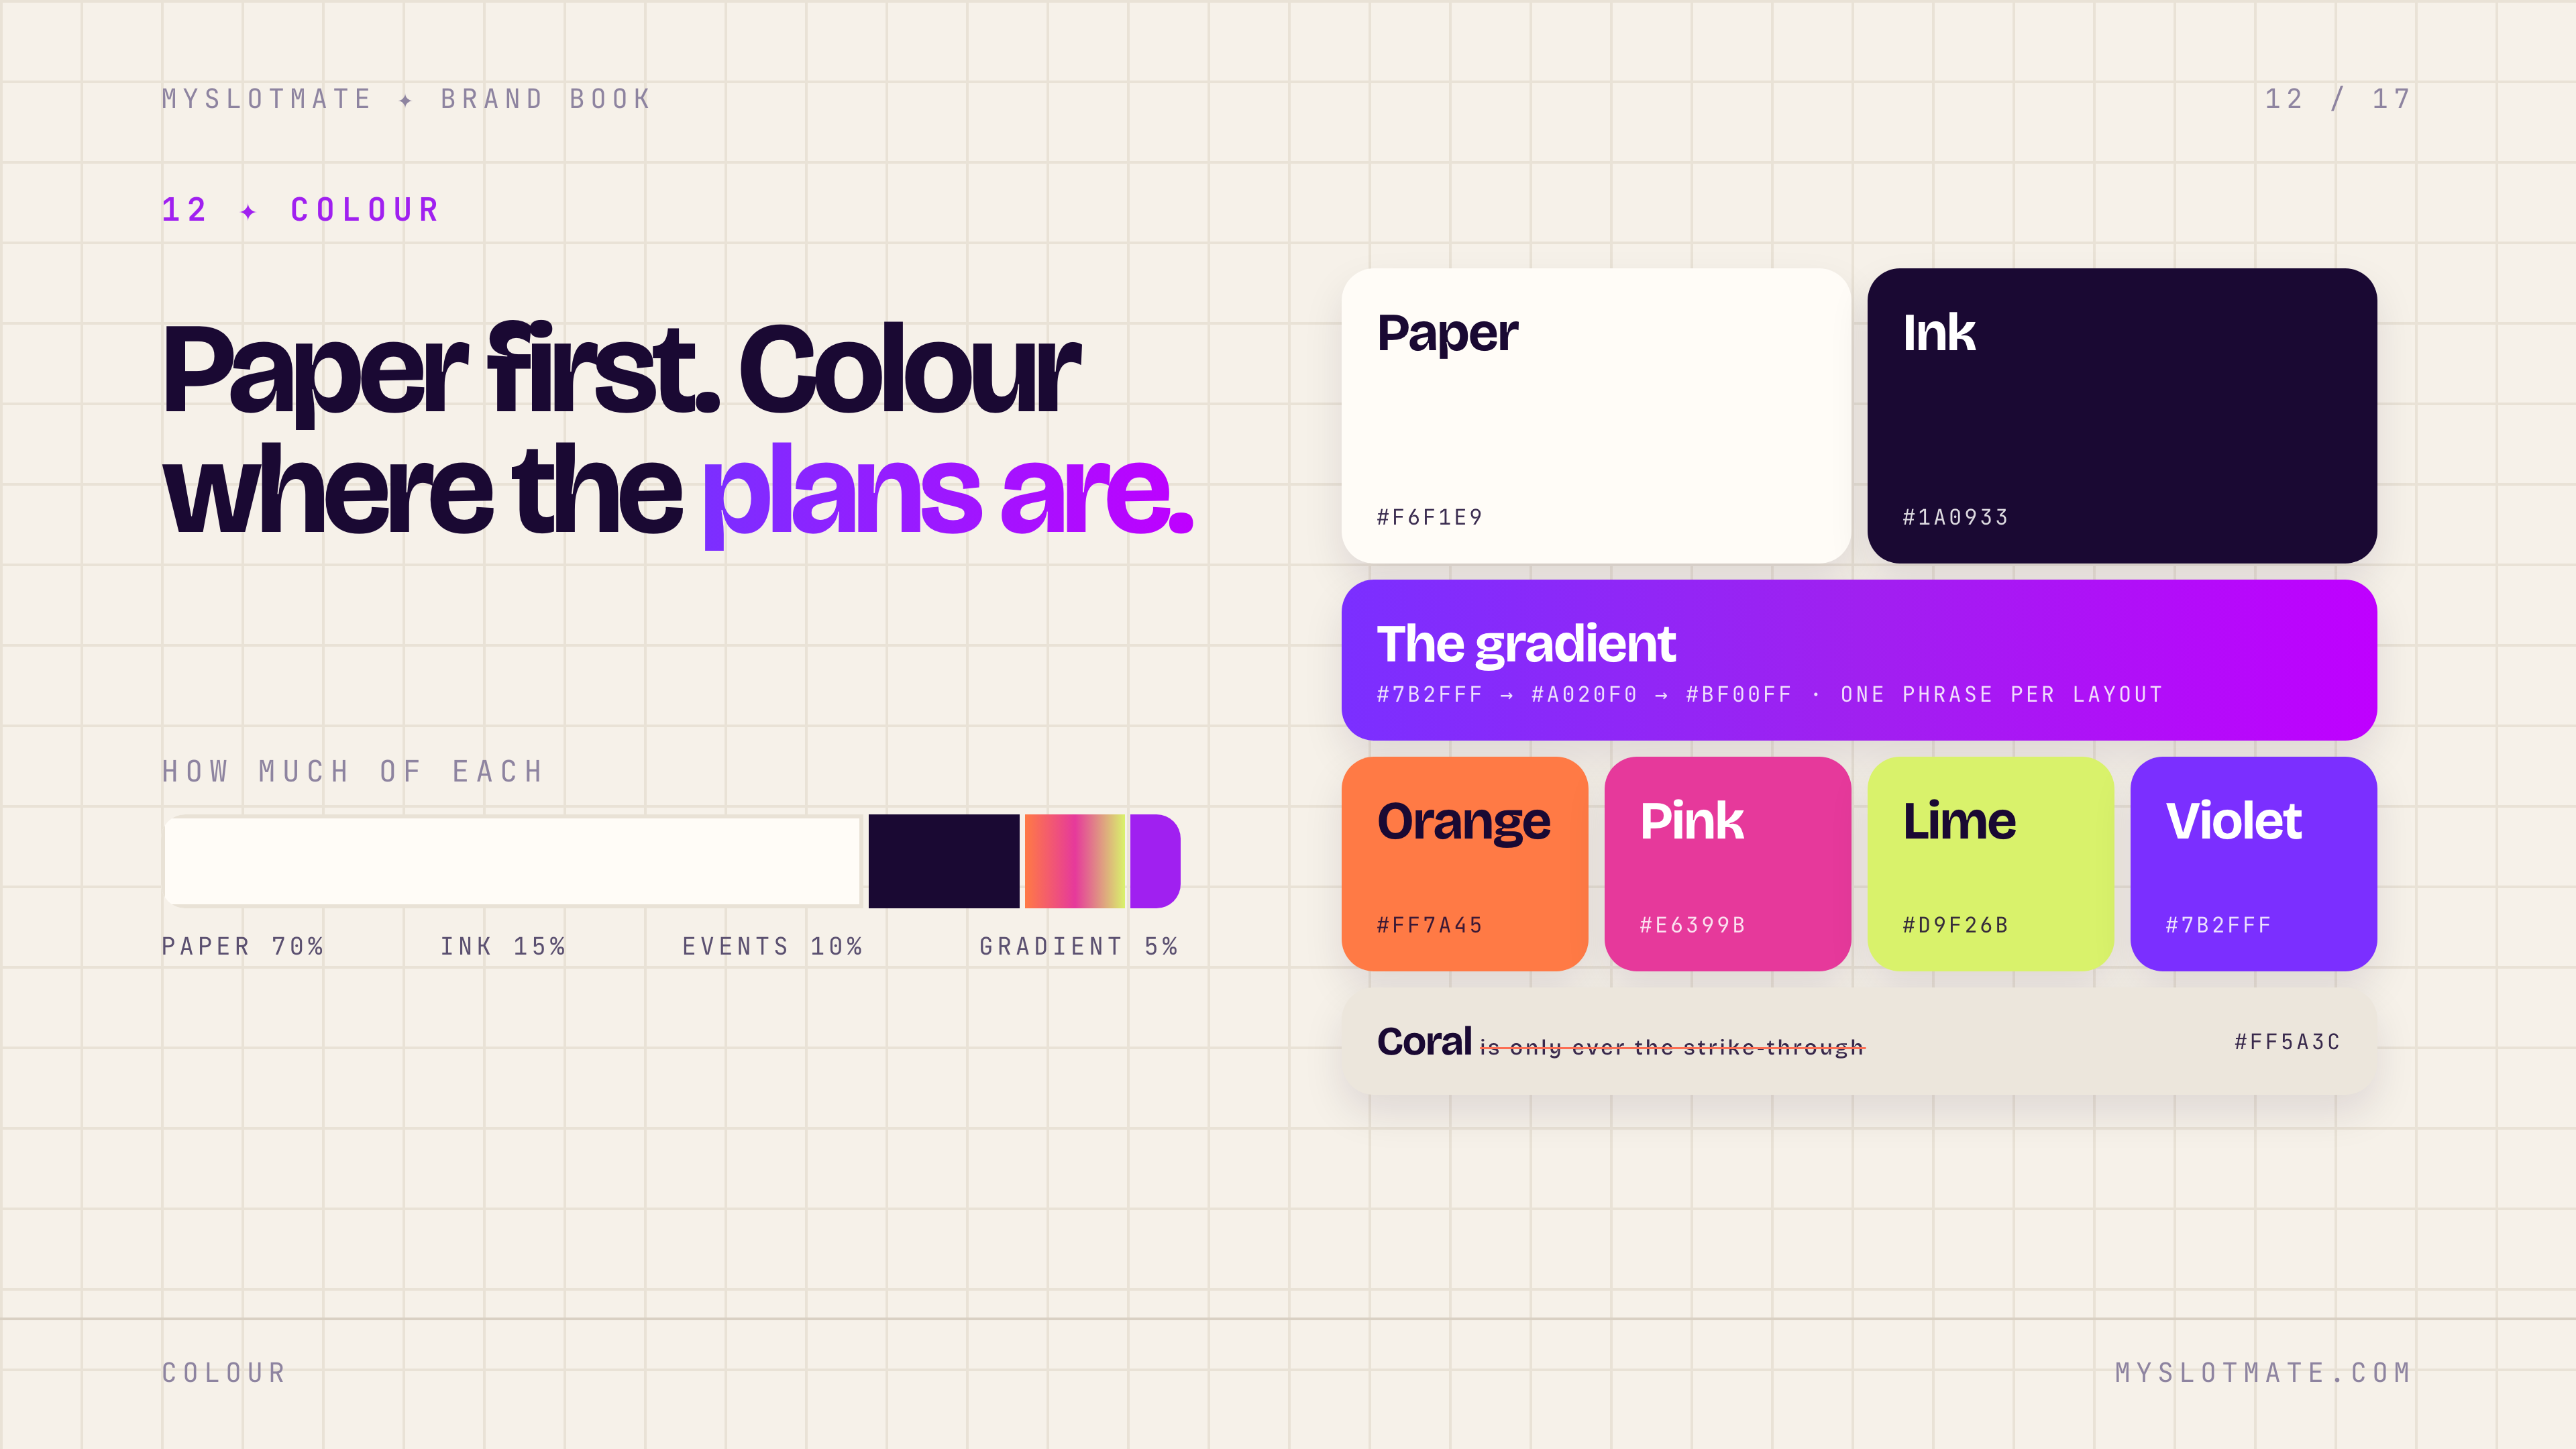 MYSLOTMATE ✦ BRAND BOOK
12 / 17
12 ✦ COLOUR
Paper first. Colour
where the plans are.
HOW MUCH OF EACH
PAPER 70%
INK 15%
EVENTS 10%
GRADIENT 5%
Paper
#F6F1E9
Ink
#1A0933
The gradient
#7B2FFF → #A020F0 → #BF00FF · ONE PHRASE PER LAYOUT
Orange
#FF7A45
Pink
#E6399B
Lime
#D9F26B
Violet
#7B2FFF
Coral is only ever the strike-through
#FF5A3C
COLOUR
MYSLOTMATE.COM